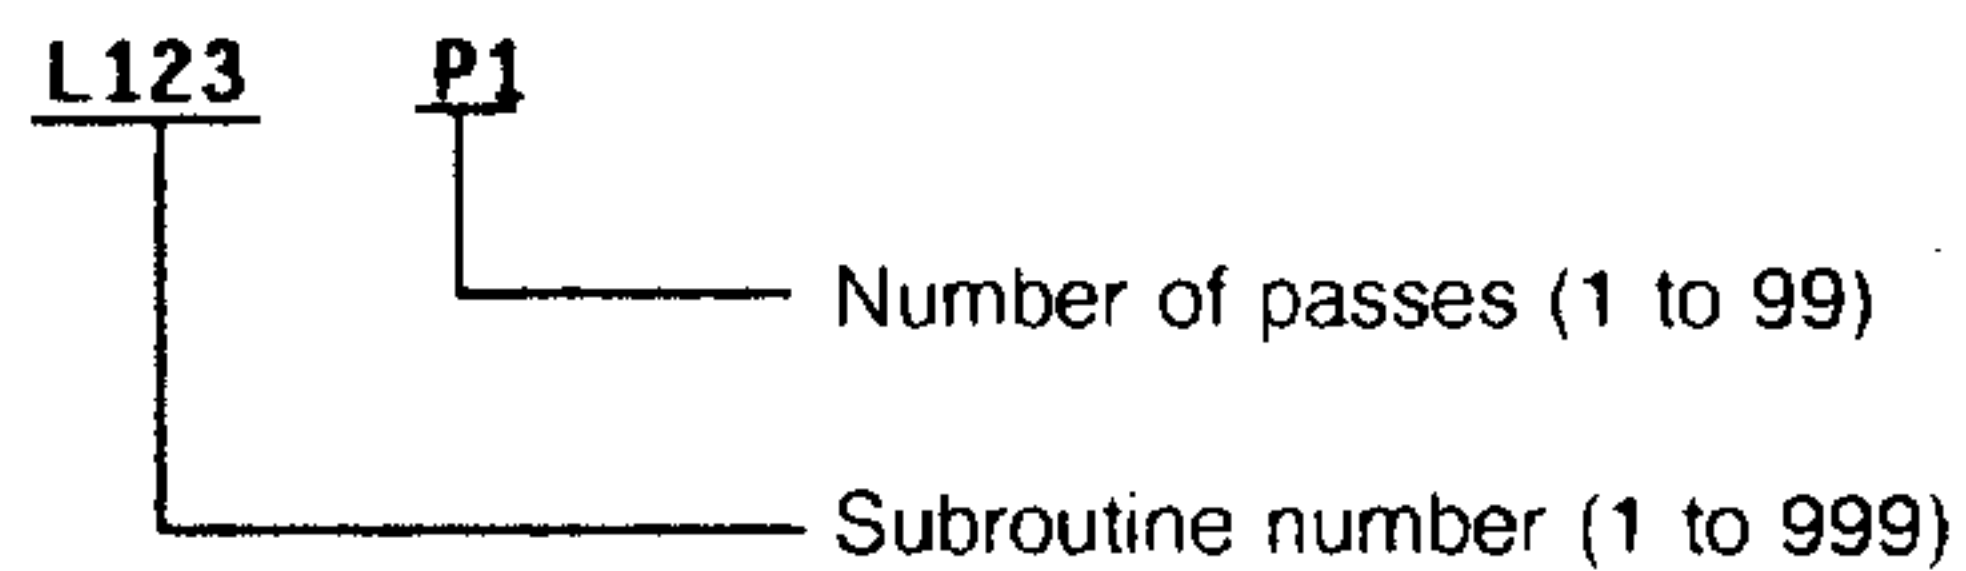 L123 P1
Number of passes (1 to 99)
Subroutine number (1 to 999)